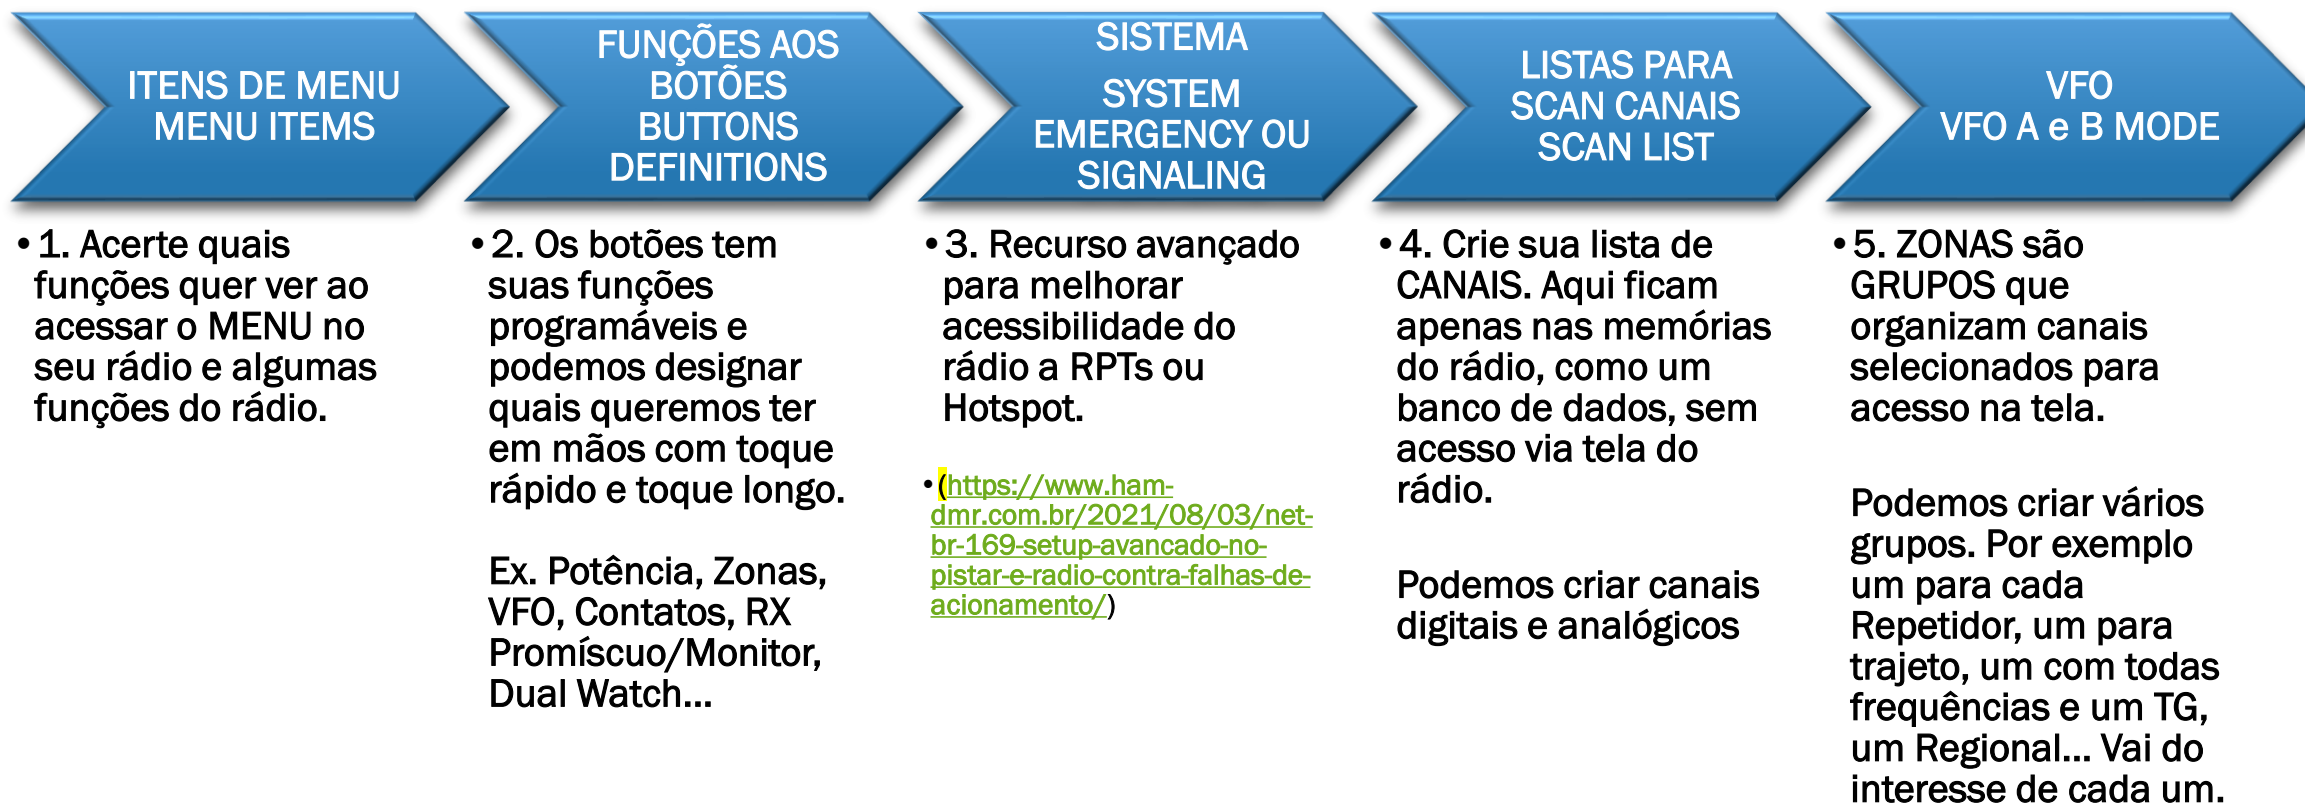 ITENS DE MENU
MENU ITEMS
FUNÇÕES AOS
BOTÕES
BUTTONS
DEFINITIONS
SISTEMA
SYSTEM
EMERGENCY OU
SIGNALING
LISTAS PARA
SCAN CANAIS
SCAN LIST
VFO
VFO A e B MODE
•1. Acerte quais
funções quer ver ao
acessar o MENU no
seu rádio e algumas
funções do rádio.
•2. Os botões tem
suas funções
programáveis e
podemos designar
quais queremos ter
em mãos com toque
rápido e toque longo.
Ex. Potência, Zonas,
VFO, Contatos, RX
Promíscuo/Monitor,
Dual Watch...
•3. Recurso avançado
para melhorar
acessibilidade do
rádio a RPTs ou
Hotspot.
•(https://www.ham-
dmr.com.br/2021/08/03/net-
br-169-setup-avancado-no-
pistar-e-radio-contra-falhas-de-
acionamento/)
•4. Crie sua lista de
CANAIS. Aqui ficam
apenas nas memórias
do rádio, como um
banco de dados, sem
acesso via tela do
rádio.
Podemos criar canais
digitais e analógicos
•5. ZONAS são
GRUPOS que
organizam canais
selecionados para
acesso na tela.
Podemos criar vários
grupos. Por exemplo
um para cada
Repetidor, um para
trajeto, um com todas
frequências e um TG,
um Regional... Vai do
interesse de cada um.